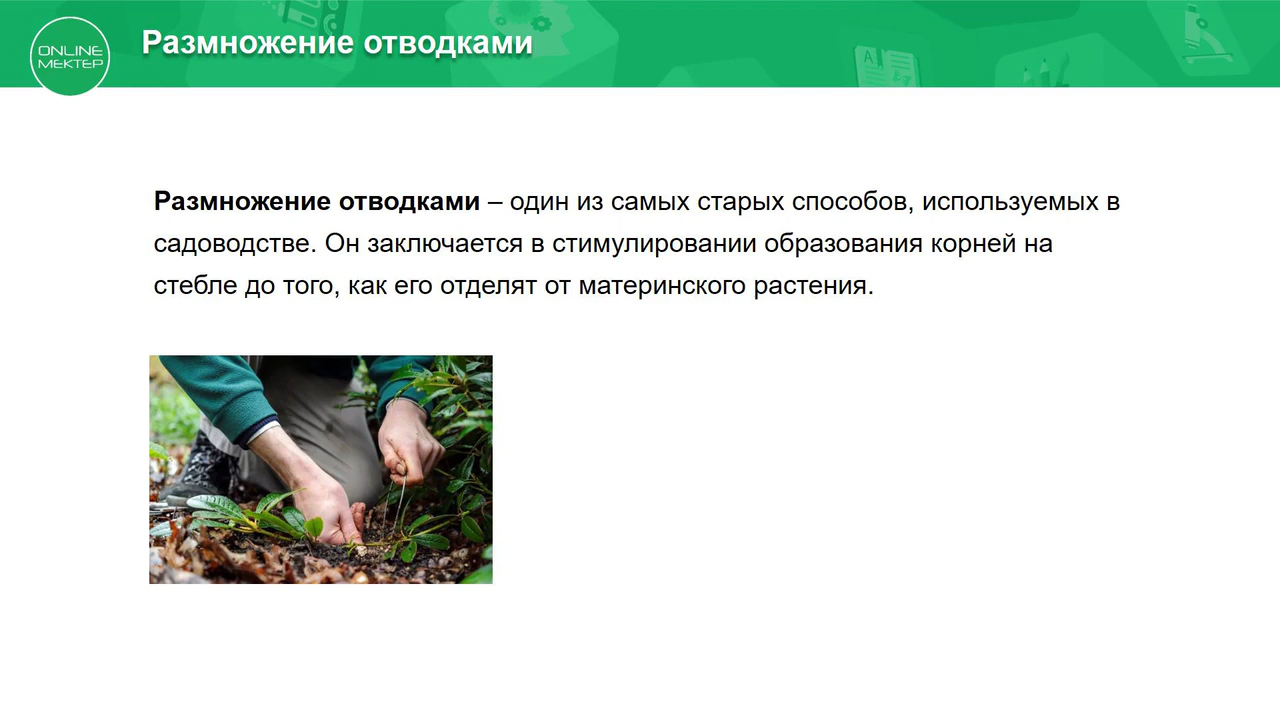 ONLINE
МЕКТЕР
Размножение отводками
Размножение отводками – один из самых старых способов, используемых в
садоводстве. Он заключается в стимулировании образования корней на
стебле до того, как его отделят от материнского растения.